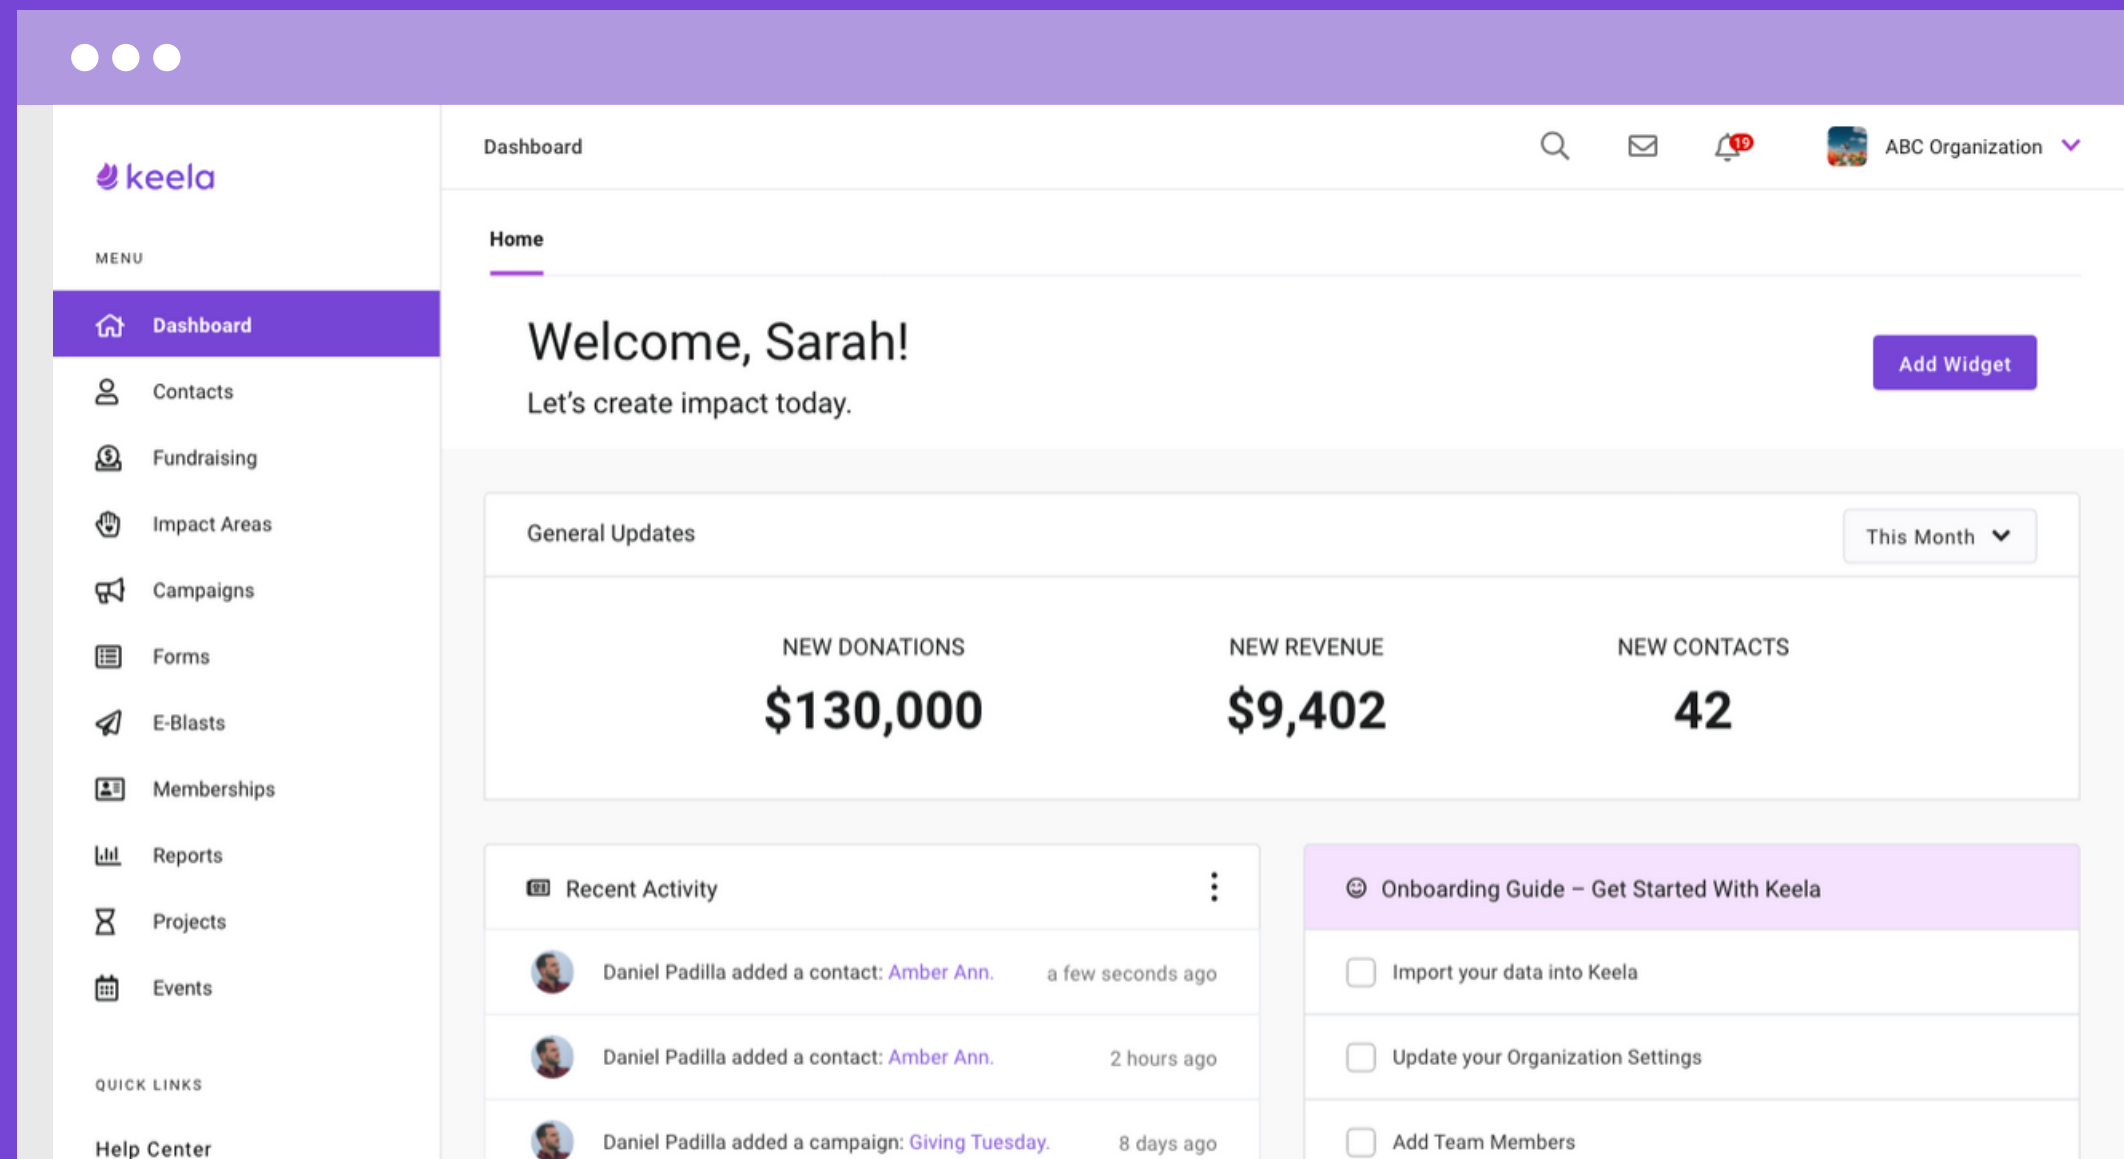 keela
MENU
Dashboard
Contacts
Fundraising
Impact Areas
Campaigns
Forms
E-Blasts
Memberships
Reports
Projects
Events
QUICK LINKS
Help Center
Dashboard
19
ABC Organization
Home
Welcome, Sarah!
Let's create impact today.
Add Widget
General Updates
This Month
NEW DONATIONS
$130,000
NEW REVENUE
$9,402
NEW CONTACTS
42
Recent Activity
Daniel Padilla added a contact: Amber Ann. a few seconds ago
Daniel Padilla added a contact: Amber Ann. 2 hours ago
Daniel Padilla added a campaign: Giving Tuesday. 8 days ago
Onboarding Guide – Get Started With Keela
Import your data into Keela
Update your Organization Settings
Add Team Members